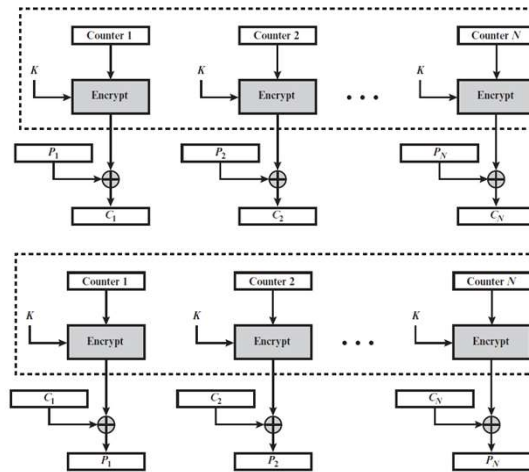 Counter 1 Counter 2 Counter N
K K K
Encrypt Encrypt • • • Encrypt
P1 P2 PN
C1 C2 CN
Counter 1 Counter 2 Counter N
K K K
Encrypt Encrypt • • • Encrypt
C1 C2 CN
P1 P2 PN